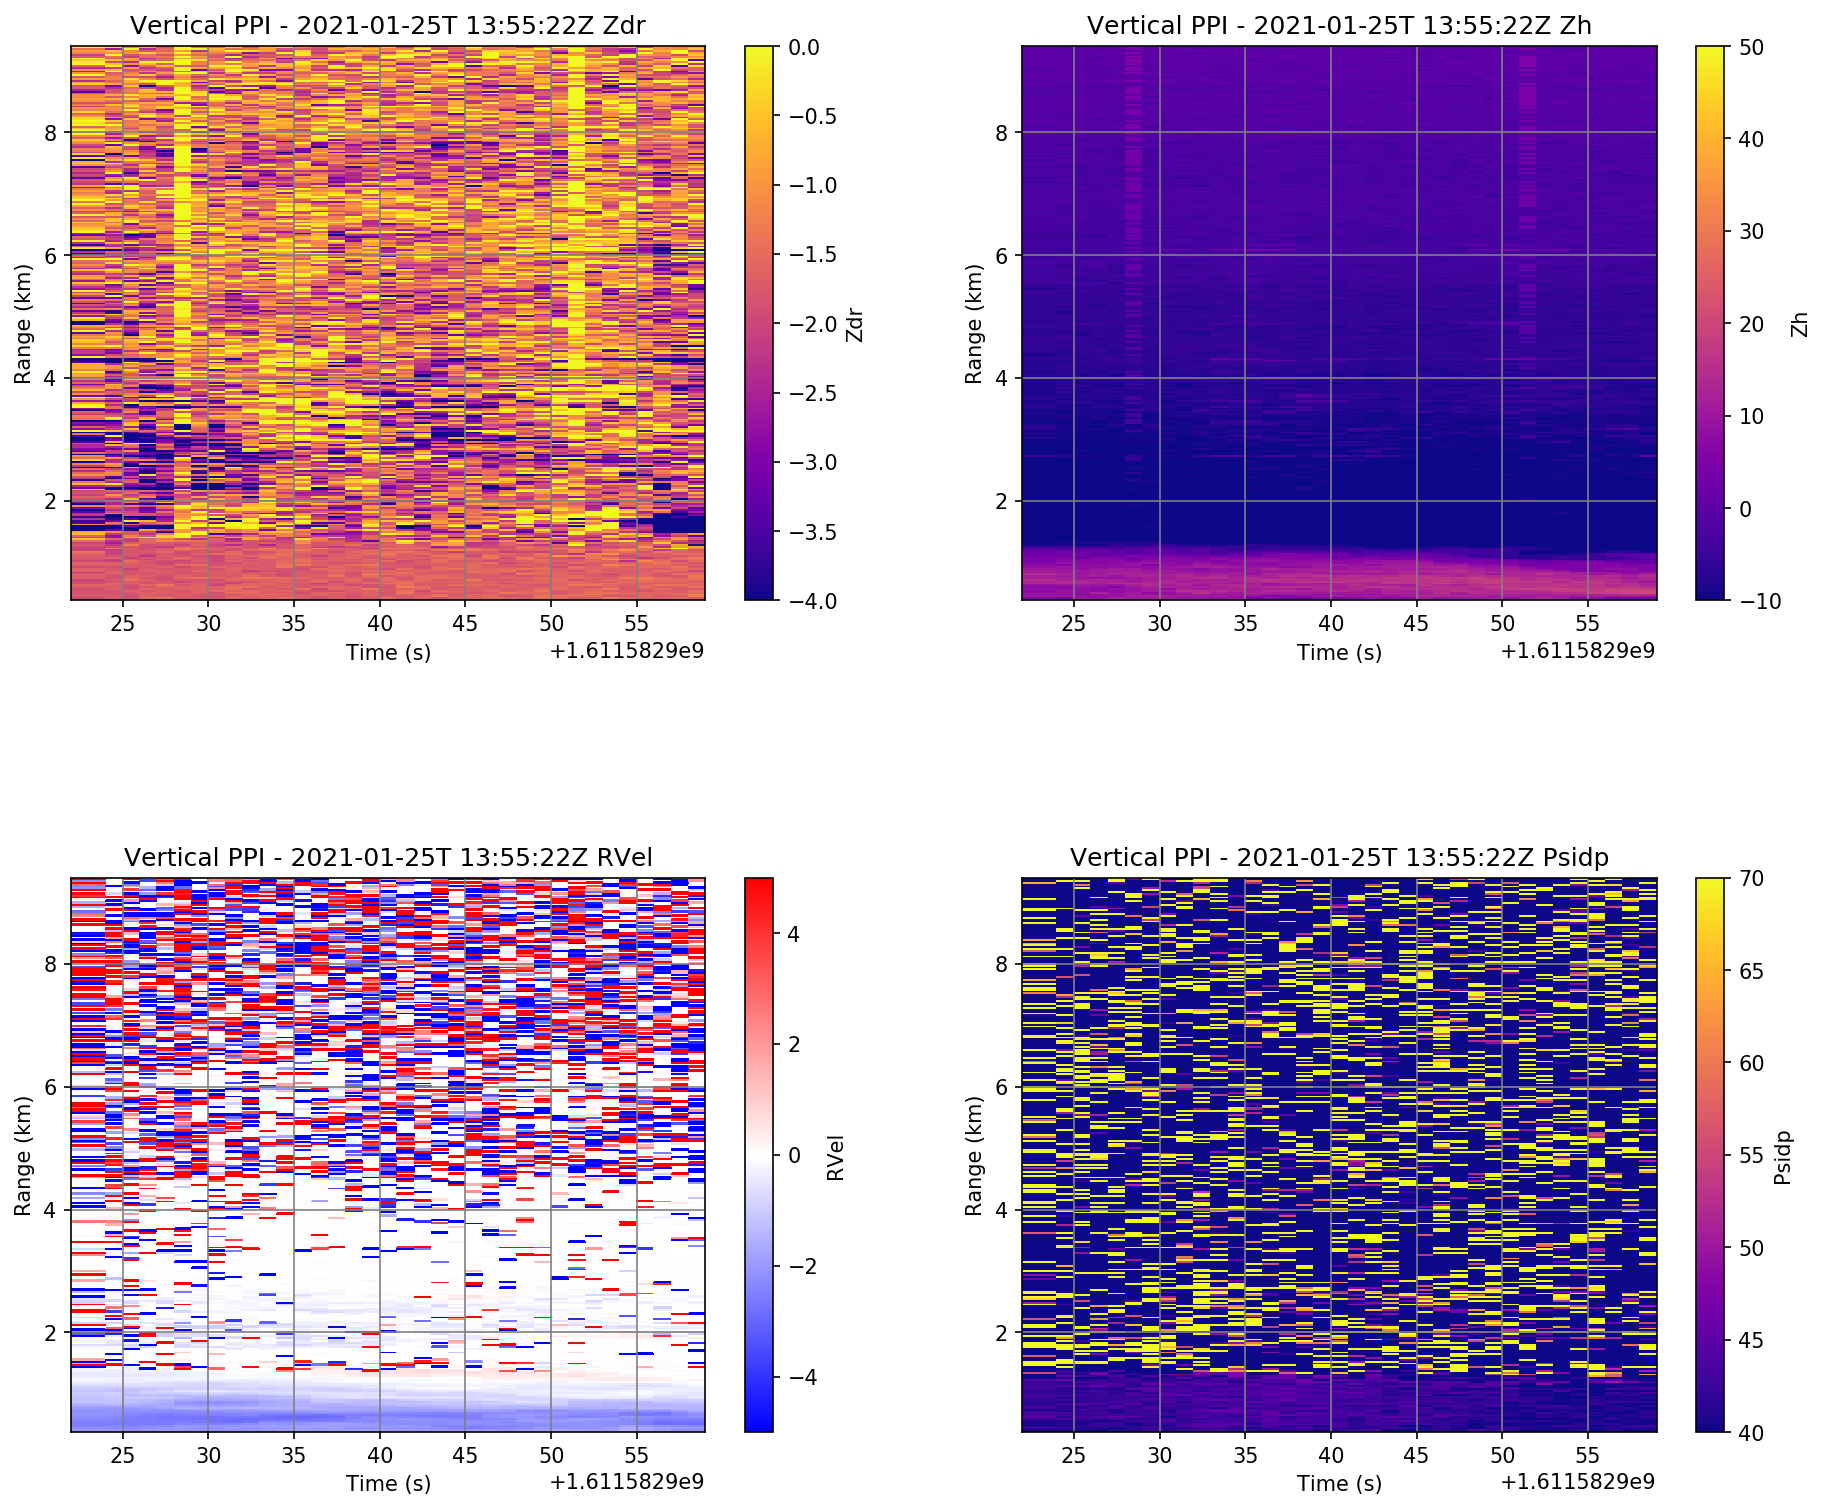 Vertical PPI - 2021-01-25T 13:55:22Z Zdr
Range (km)
8
6
4
2
25 30 35 40 45 50 55
Time (s)
+1.6115829e9
0.0
−0.5
−1.0
−1.5
−2.0
−2.5
−3.0
−3.5
−4.0
Zdr
Vertical PPI - 2021-01-25T 13:55:22Z Zh
Range (km)
8
6
4
2
25 30 35 40 45 50 55
Time (s)
+1.6115829e9
50
40
30
20
10
0
−10
Zh
Vertical PPI - 2021-01-25T 13:55:22Z RVel
Range (km)
8
6
4
2
25 30 35 40 45 50 55
Time (s)
+1.6115829e9
4
2
0
−2
−4
RVel
Vertical PPI - 2021-01-25T 13:55:22Z Psidp
Range (km)
8
6
4
2
25 30 35 40 45 50 55
Time (s)
+1.6115829e9
70
65
60
55
50
45
40
Psidp